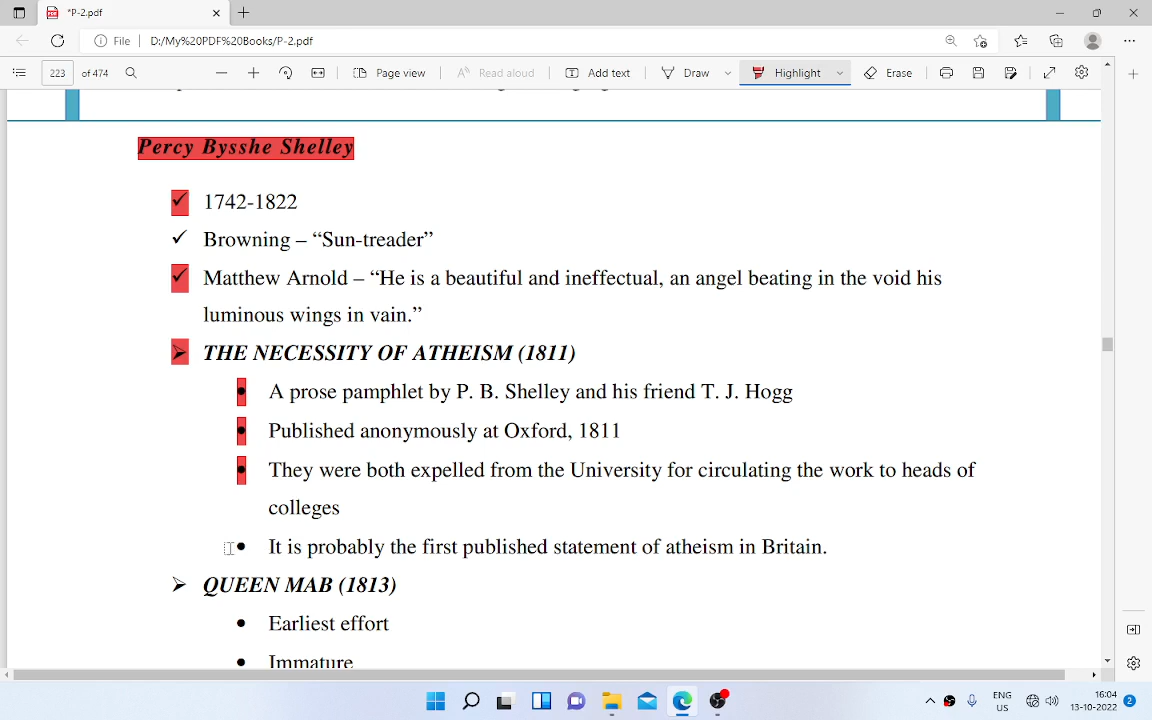 *P-2.pdf
File D:/My%20PDF%20Books/P-2.pdf
223 of 474 Page view Read aloud Add text Draw Highlight Erase
Percy Bysshe Shelley
✓ 1742-1822
✓ Browning – “Sun-treader”
✓ Matthew Arnold – “He is a beautiful and ineffectual, an angel beating in the void his
luminous wings in vain.”
➢ THE NECESSITY OF ATHEISM (1811)
• A prose pamphlet by P. B. Shelley and his friend T. J. Hogg
• Published anonymously at Oxford, 1811
• They were both expelled from the University for circulating the work to heads of
colleges
• It is probably the first published statement of atheism in Britain.
➢ QUEEN MAB (1813)
• Earliest effort
• Immature
ENG
US
16:04
13-10-2022
2